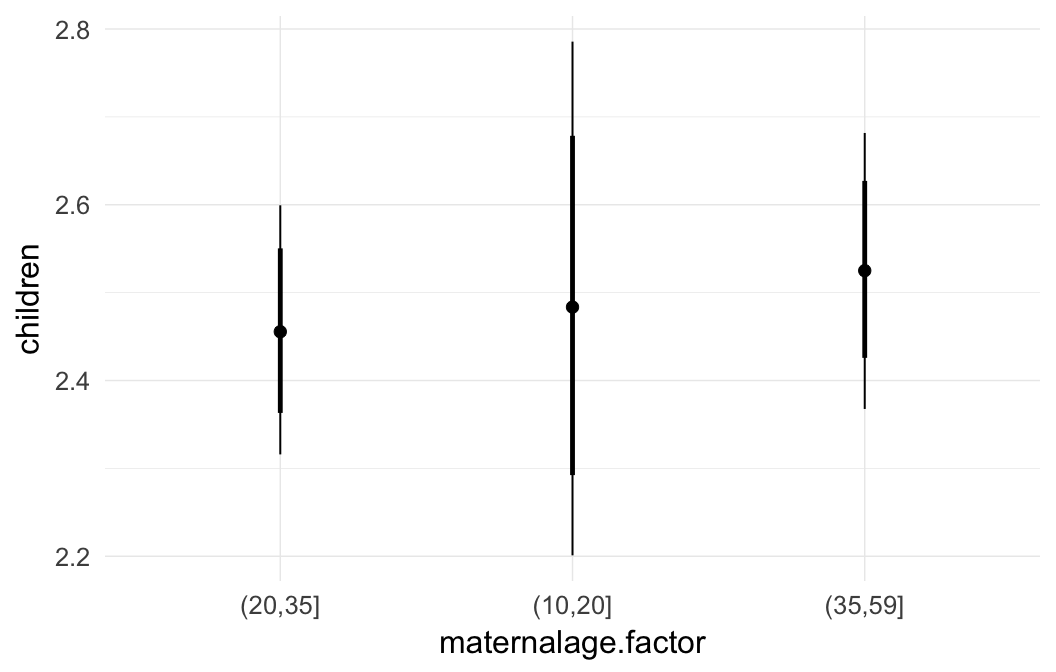 2.8
2.6
2.4
2.2
children
(20,35] (10,20] (35,59]
maternalage.factor